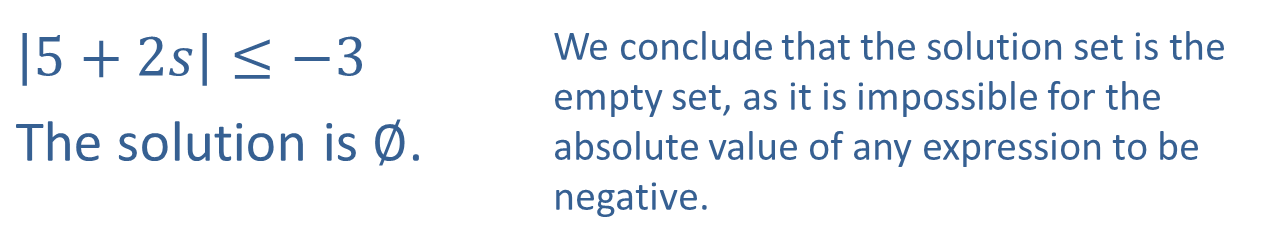 |5 + 2s| ≤ −3
The solution is ∅.
We conclude that the solution set is the
empty set, as it is impossible for the
absolute value of any expression to be
negative.